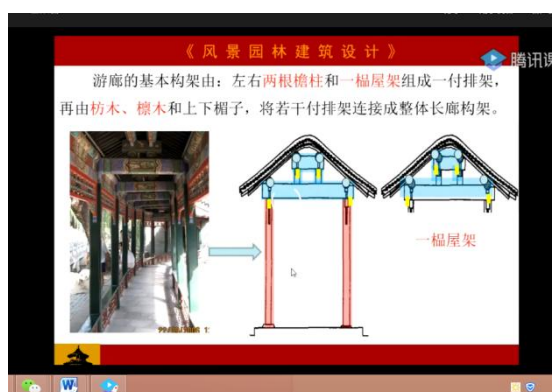 《风景园林建筑设计》
腾讯课
游廊的基本构架由：左右两根檐柱和一榀屋架组成一付排架，
再由枋木、檩木和上下楣子，将若干付排架连接成整体长廊构架。
一榀屋架